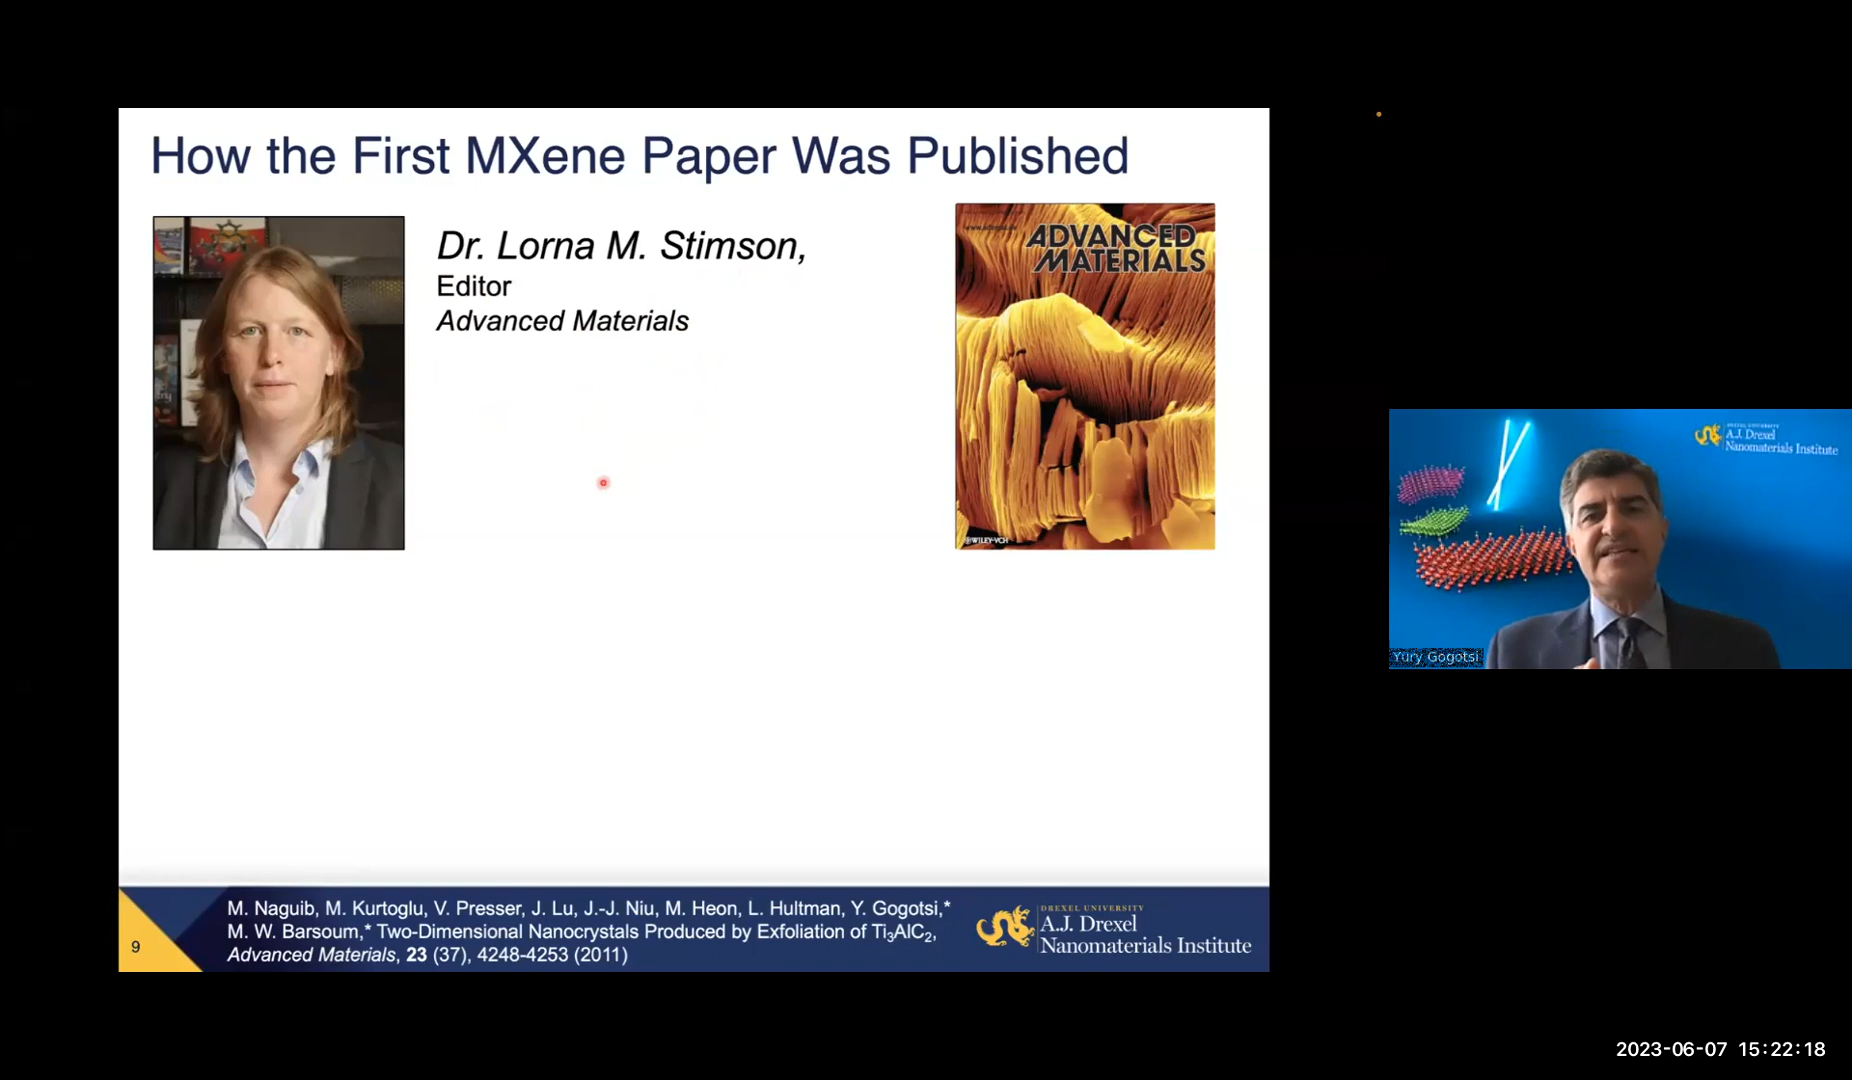 How the First MXene Paper Was Published
Dr. Lorna M. Stimson,
Editor
Advanced Materials
ADVANCED
MATERIALS
WILEY-VCH
DREXEL UNIVERSITY
A.J. Drexel
Nanomaterials Institute
Yury Gogotsi
M. Naguib, M. Kurtoglu, V. Presser, J. Lu, J.-J. Niu, M. Heon, L. Hultman, Y. Gogotsi,*
M. W. Barsoum,* Two-Dimensional Nanocrystals Produced by Exfoliation of Ti₃AlC₂,
Advanced Materials, 23 (37), 4248-4253 (2011)
9
DREXEL UNIVERSITY
A.J. Drexel
Nanomaterials Institute
2023-06-07 15:22:18